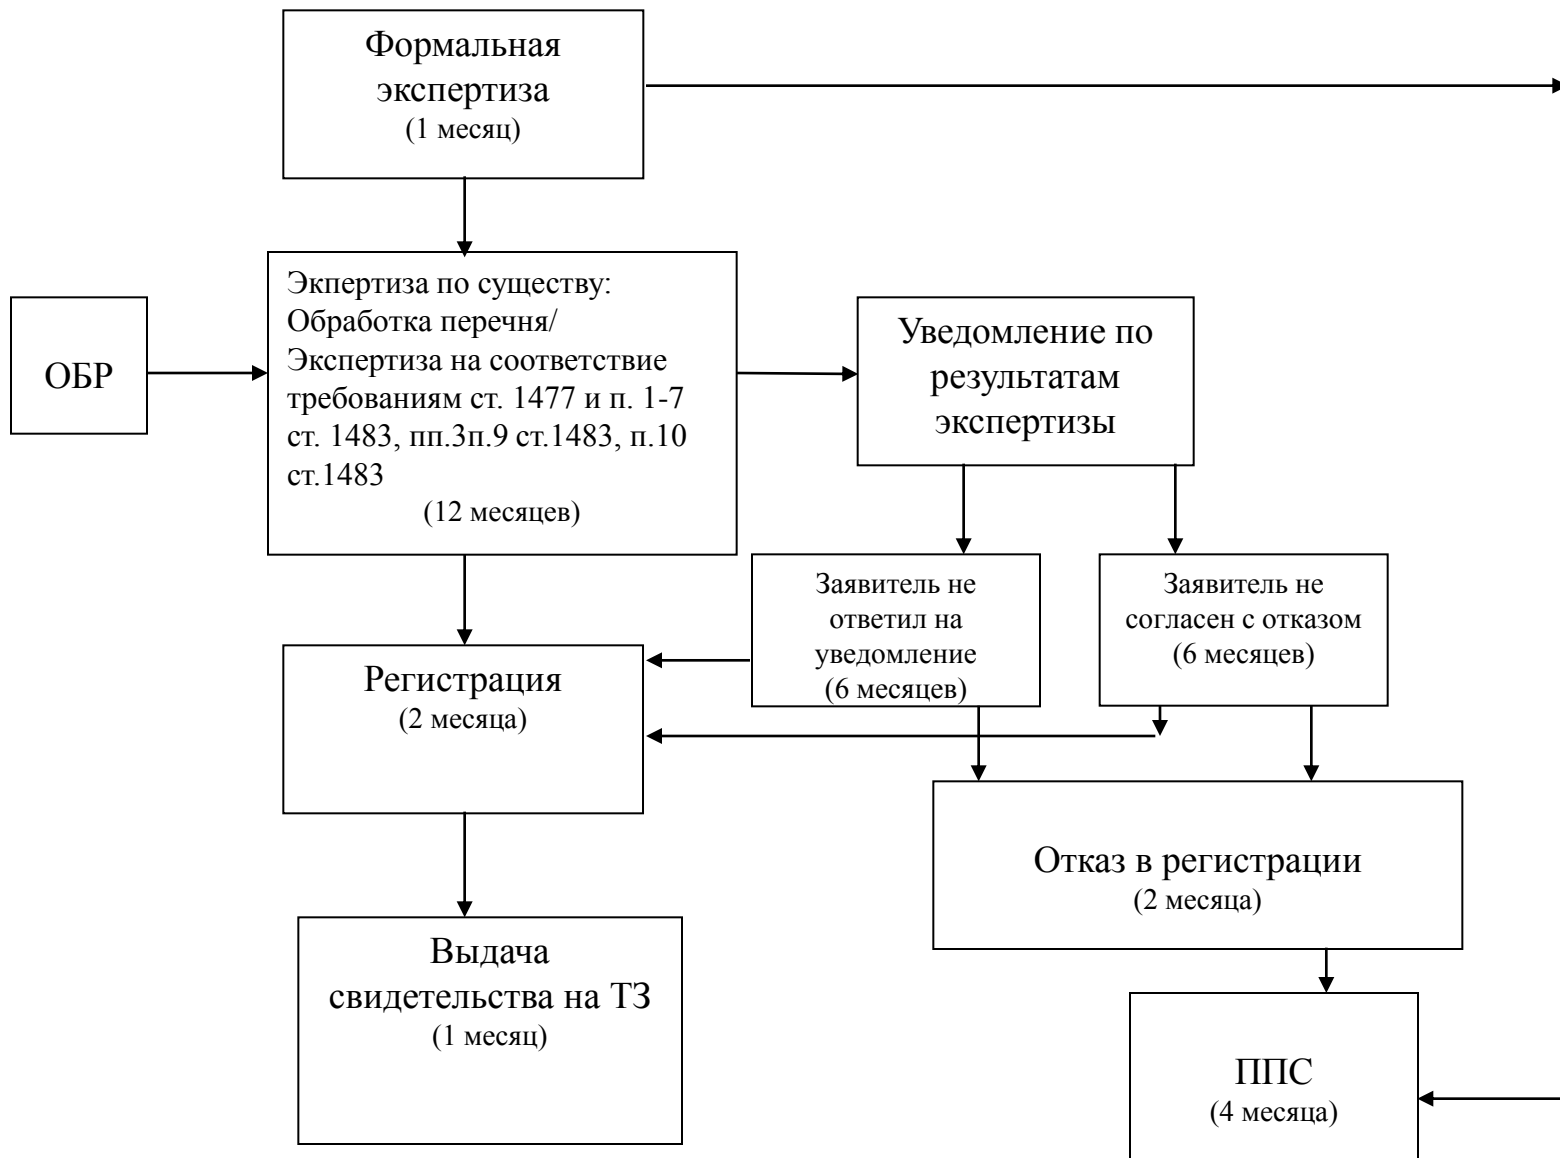 Формальная
экспертиза
(1 месяц)
Экпертиза по существу:
Обработка перечня/
Экспертиза на соответствие
требованиям ст. 1477 и п. 1-7
ст. 1483, пп.3п.9 ст.1483, п.10
ст.1483
(12 месяцев)
ОБР
Уведомление по
результатам
экспертизы
Заявитель не
ответил на
уведомление
(6 месяцев)
Заявитель не
согласен с отказом
(6 месяцев)
Регистрация
(2 месяца)
Отказ в регистрации
(2 месяца)
Выдача
свидетельства на ТЗ
(1 месяц)
ППС
(4 месяца)